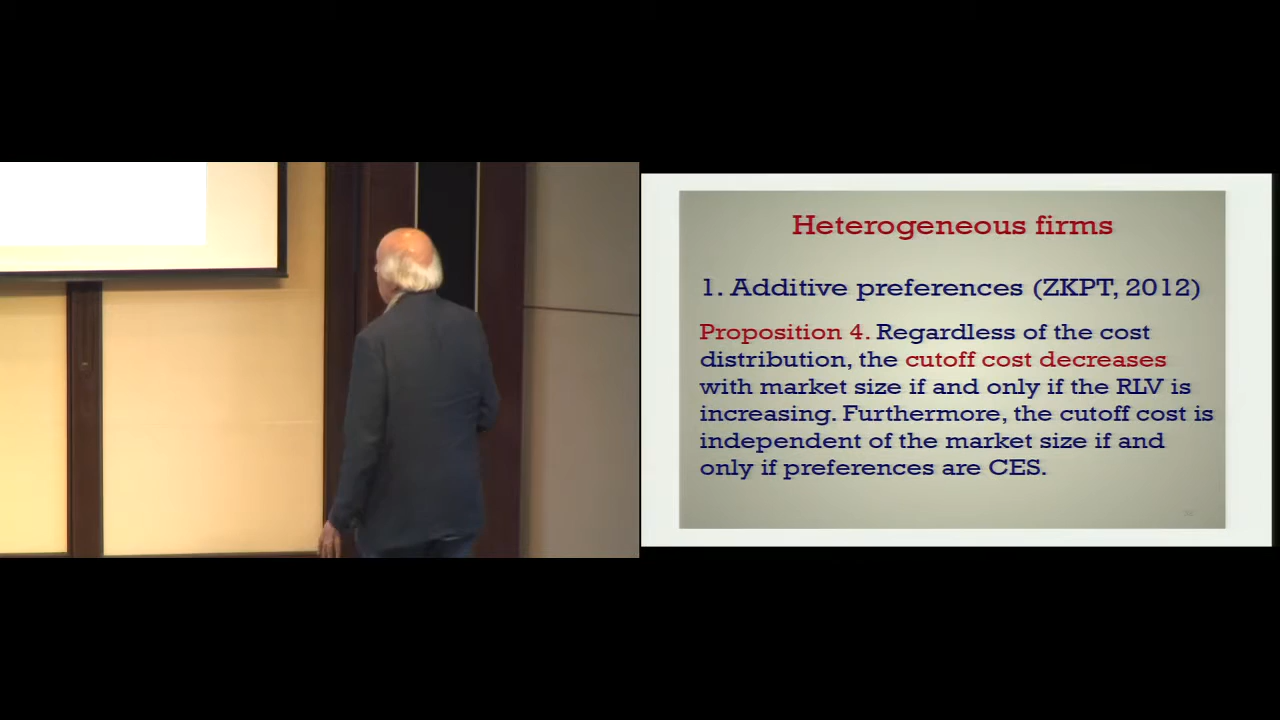 Heterogeneous firms
1. Additive preferences (ZKPT, 2012)
Proposition 4. Regardless of the cost
distribution, the cutoff cost decreases
with market size if and only if the RLV is
increasing. Furthermore, the cutoff cost is
independent of the market size if and
only if preferences are CES.